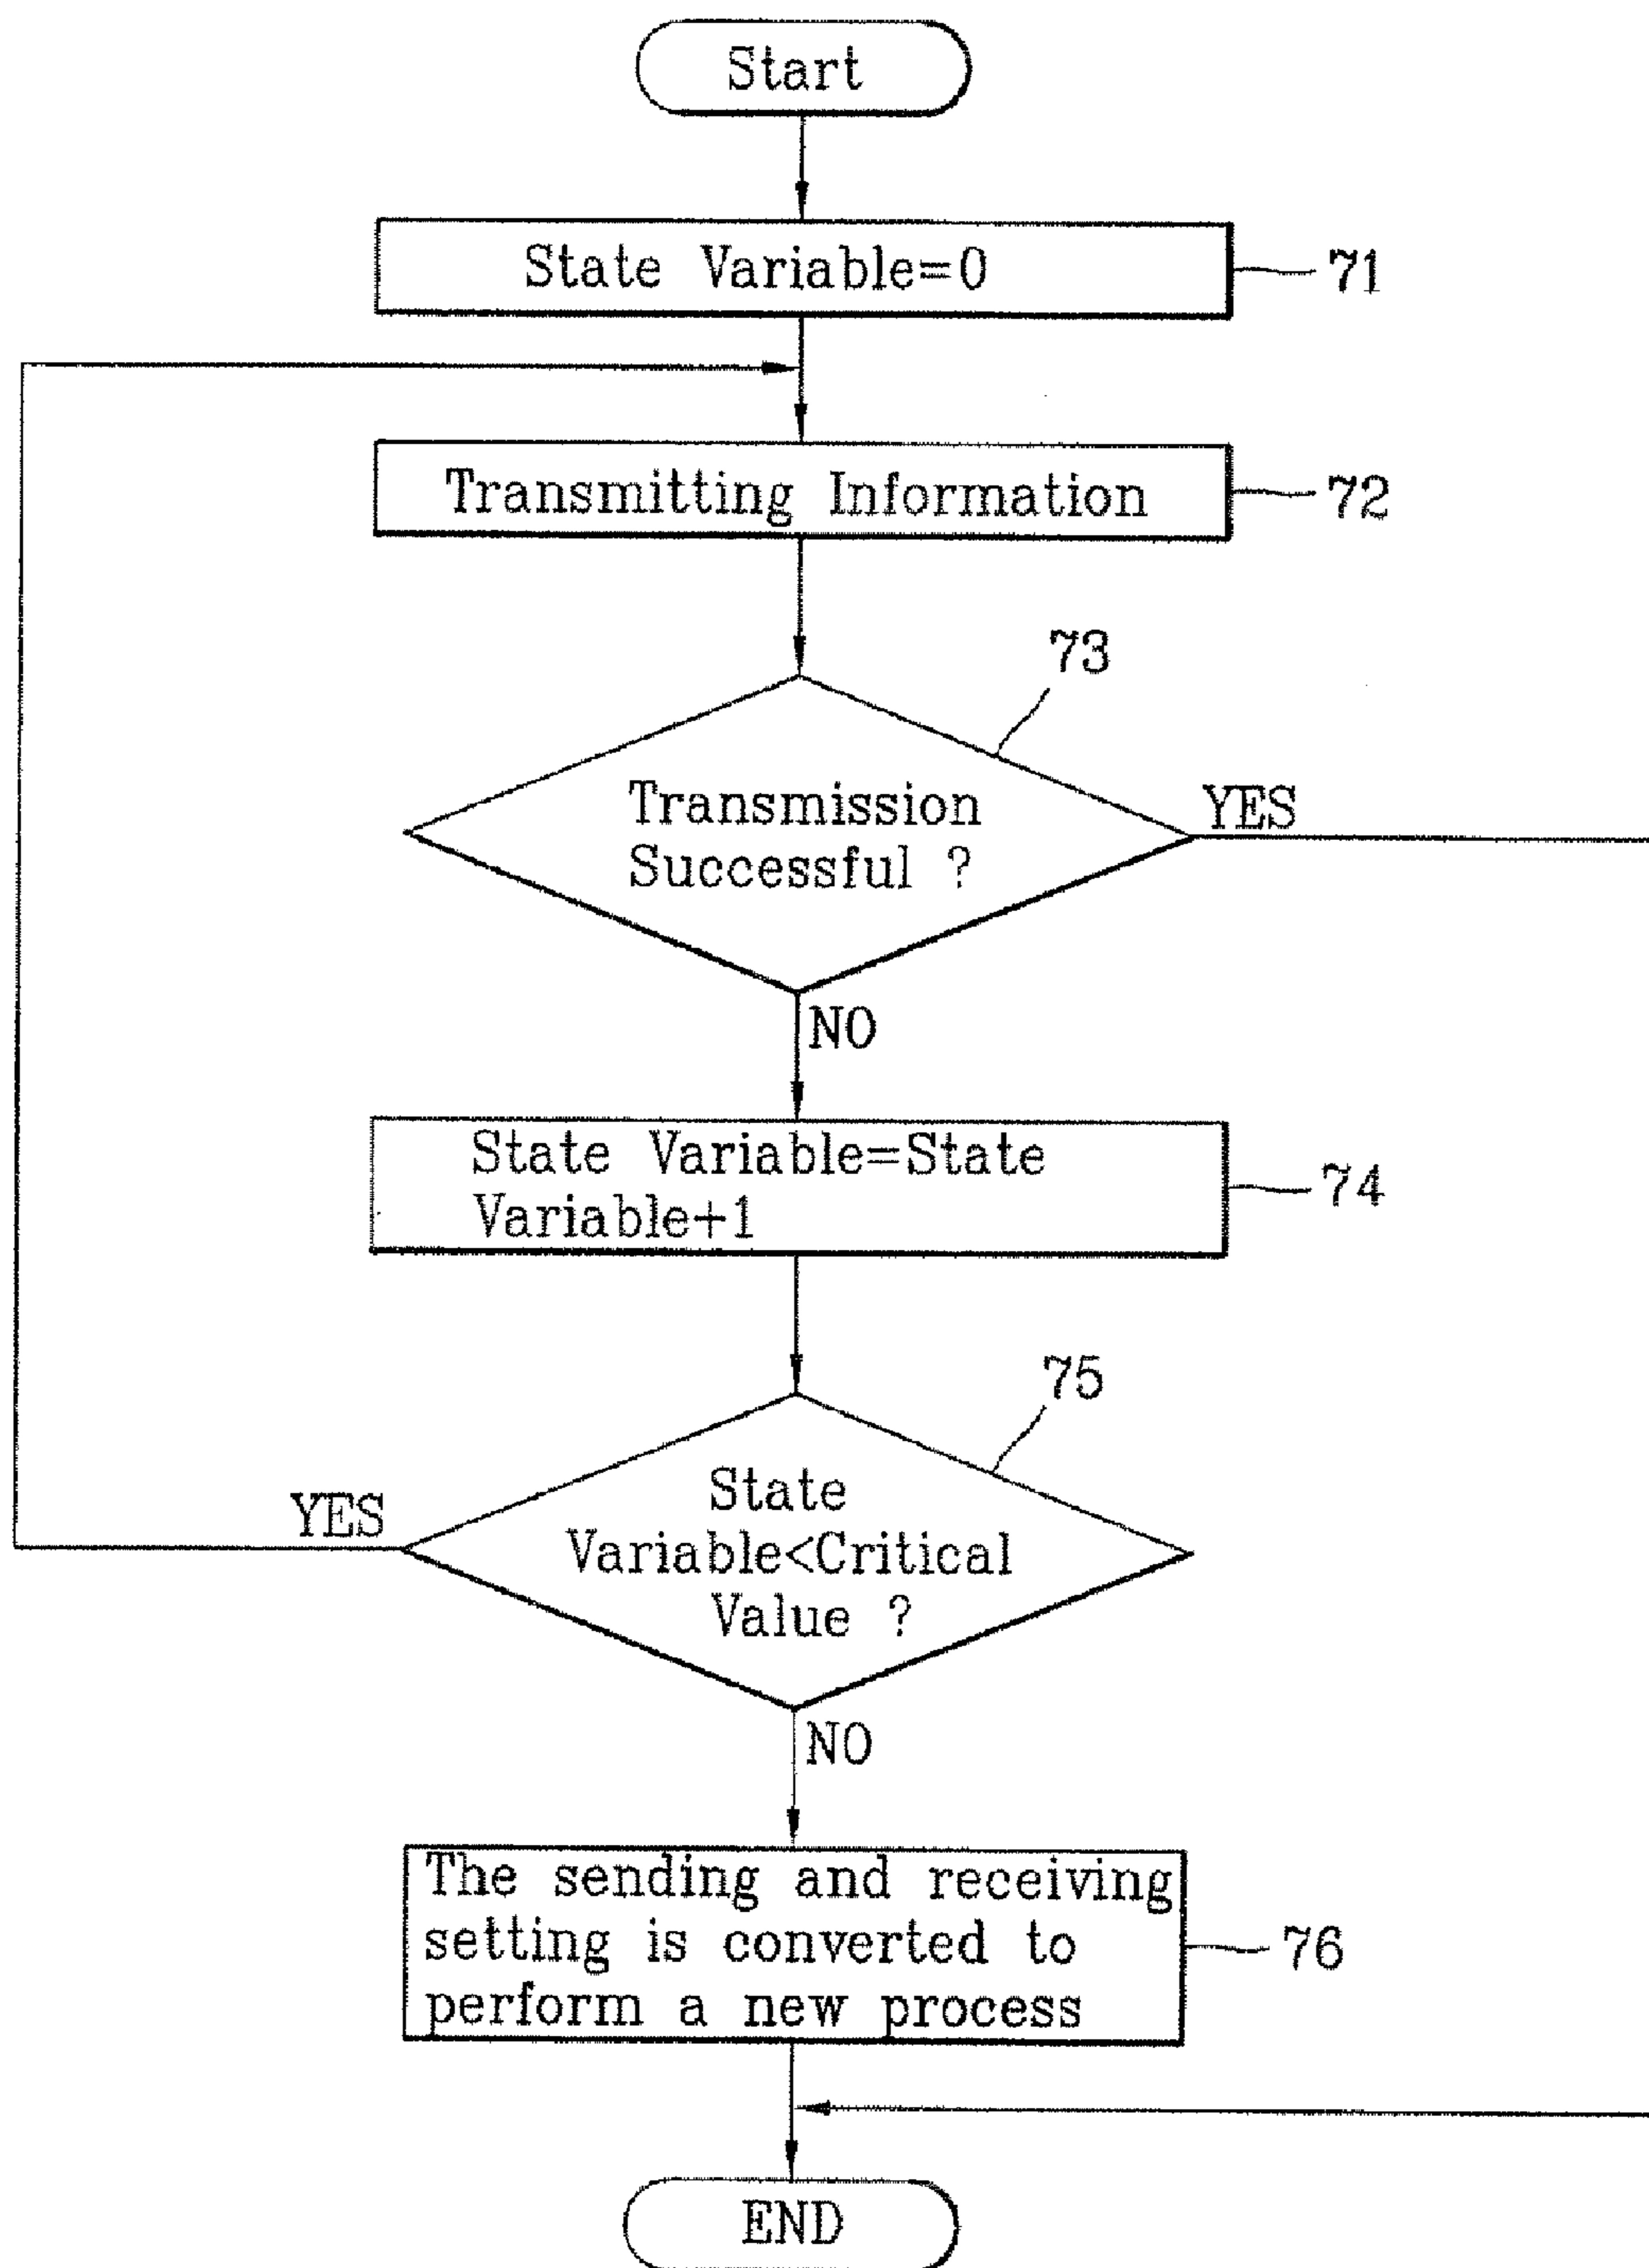 Start
State Variable=0
71
Transmitting Information
72
73
Transmission
Successful ?
YES
NO
State Variable=State
Variable+1
74
75
State
Variable<Critical
Value ?
YES
NO
The sending and receiving
setting is converted to
perform a new process
76
END